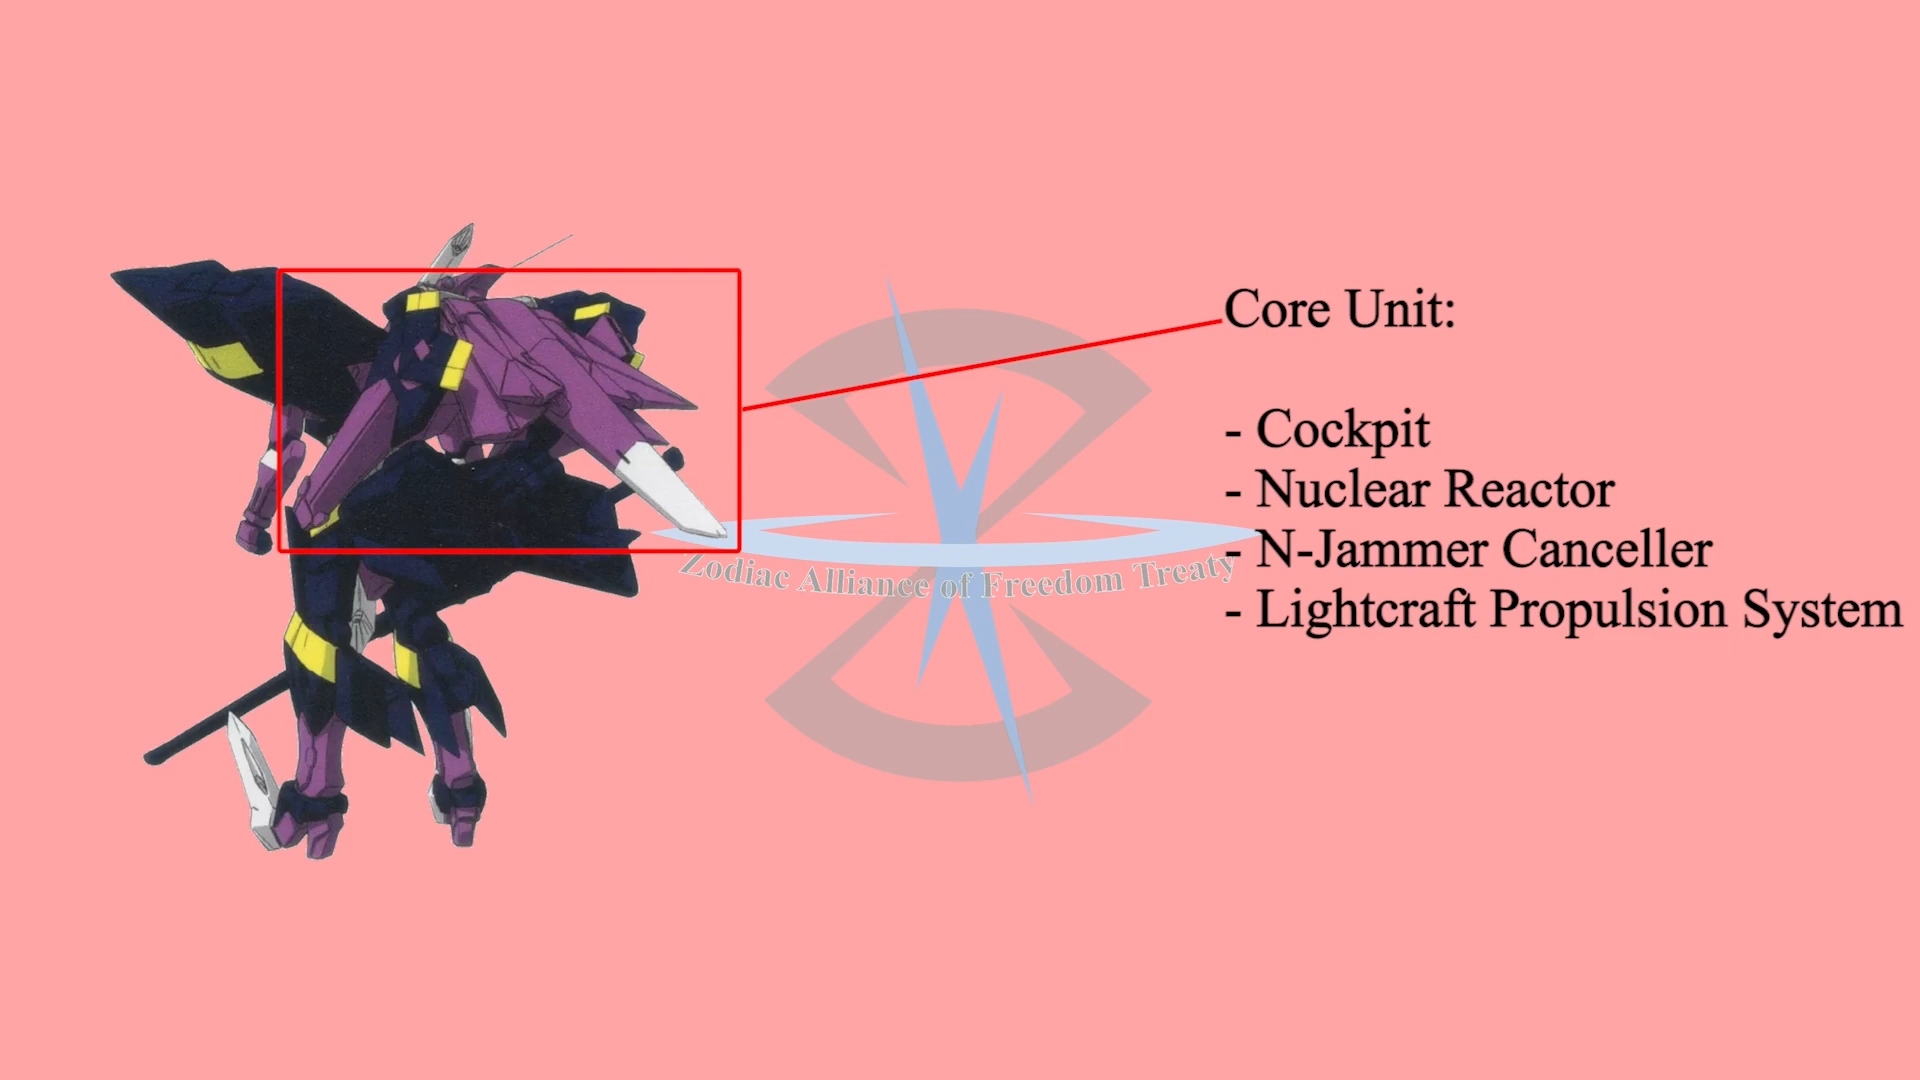 Core Unit:
- Cockpit
- Nuclear Reactor
- N-Jammer Canceller
- Lightcraft Propulsion System
Zodiac Alliance of Freedom Treaty